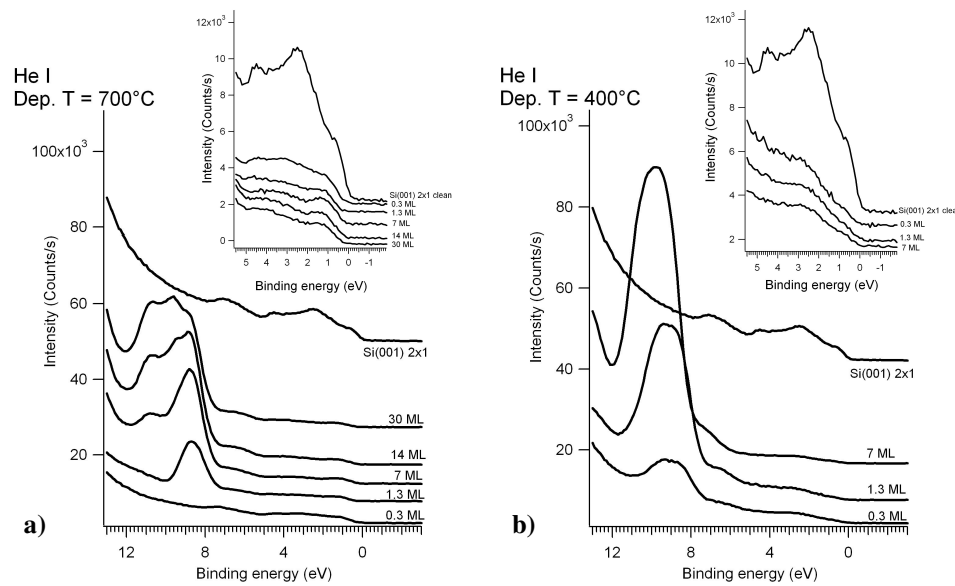 He I
Dep. T = 700°C
12x10³
10
8
6
4
2
0
Intensity (Counts/s)
Si(001) 2x1 clean
0.3 ML
1.3 ML
7 ML
14 ML
30 ML
5 4 3 2 1 0 -1
Binding energy (eV)
100x10³
80
60
40
20
Intensity (Counts/s)
Si(001) 2x1
30 ML
14 ML
7 ML
1.3 ML
0.3 ML
12 8 4 0
Binding energy (eV)
a)
He I
Dep. T = 400°C
12x10³
10
8
6
4
2
Intensity (Counts/s)
Si(001) 2x1 clean
0.3 ML
1.3 ML
7 ML
5 4 3 2 1 0 -1
Binding energy (eV)
100x10³
80
60
40
20
Intensity (Counts/s)
Si(001) 2x1
7 ML
1.3 ML
0.3 ML
12 8 4 0
Binding energy (eV)
b)